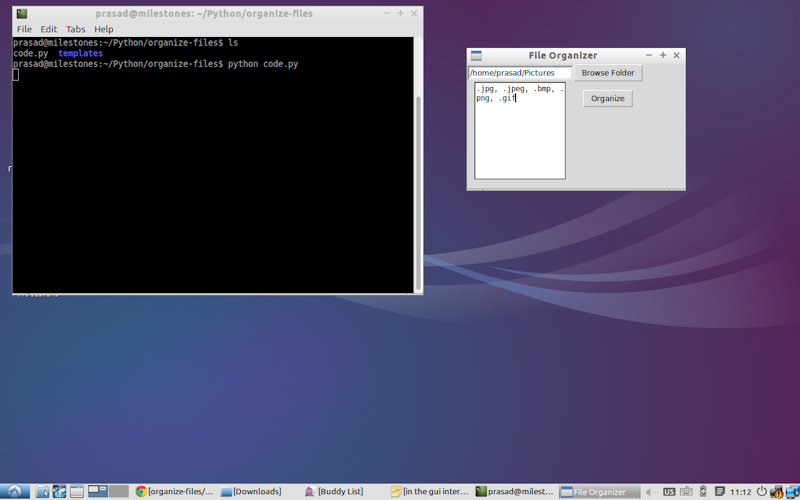 prasad@milestones: ~/Python/organize-files
File Edit Tabs Help
prasad@milestones:~/Python/organize-files$ ls
code.py templates
prasad@milestones:~/Python/organize-files$ python code.py
File Organizer
/home/prasad/Pictures Browse Folder
.jpg, .jpeg, .bmp, .
png, .gif
Organize
[organize-files/... [Downloads] [Buddy List] [in the gui inter... prasad@milest... File Organizer US 11:12